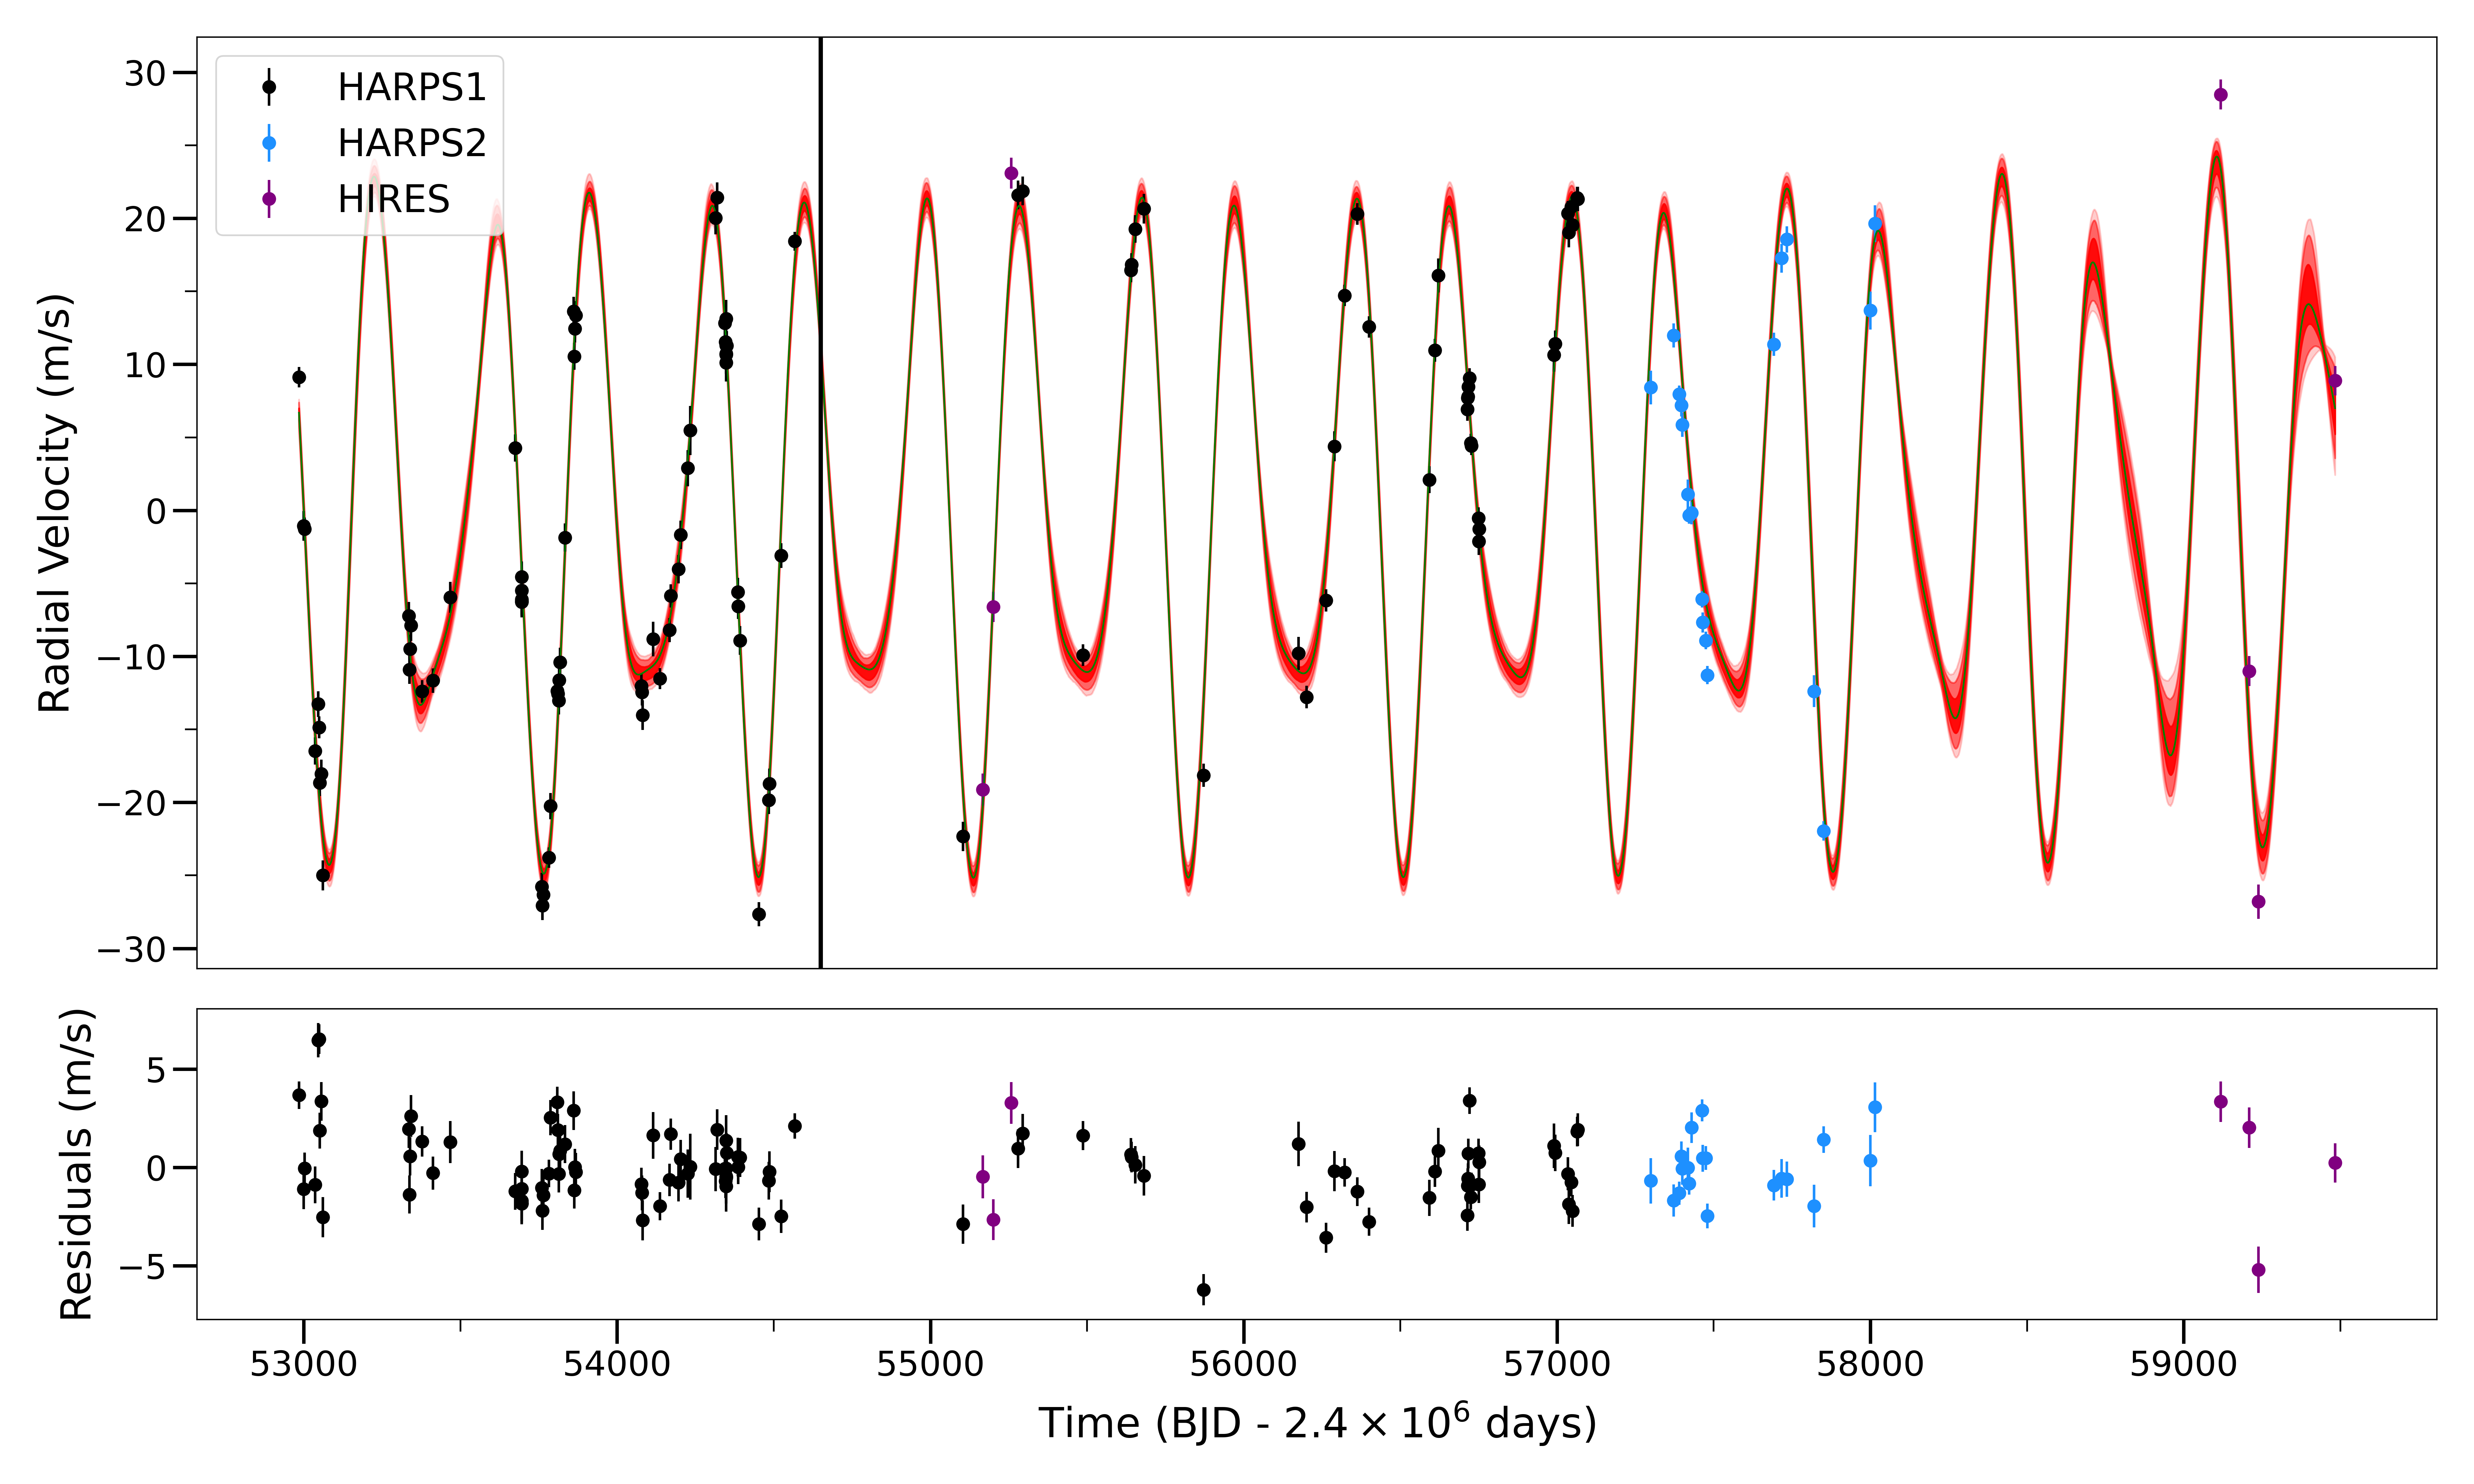 HARPS1
HARPS2
HIRES
Radial Velocity (m/s)
30
20
10
0
−10
−20
−30
Residuals (m/s)
5
0
−5
53000 54000 55000 56000 57000 58000 59000
Time (BJD - 2.4 × 10⁶ days)